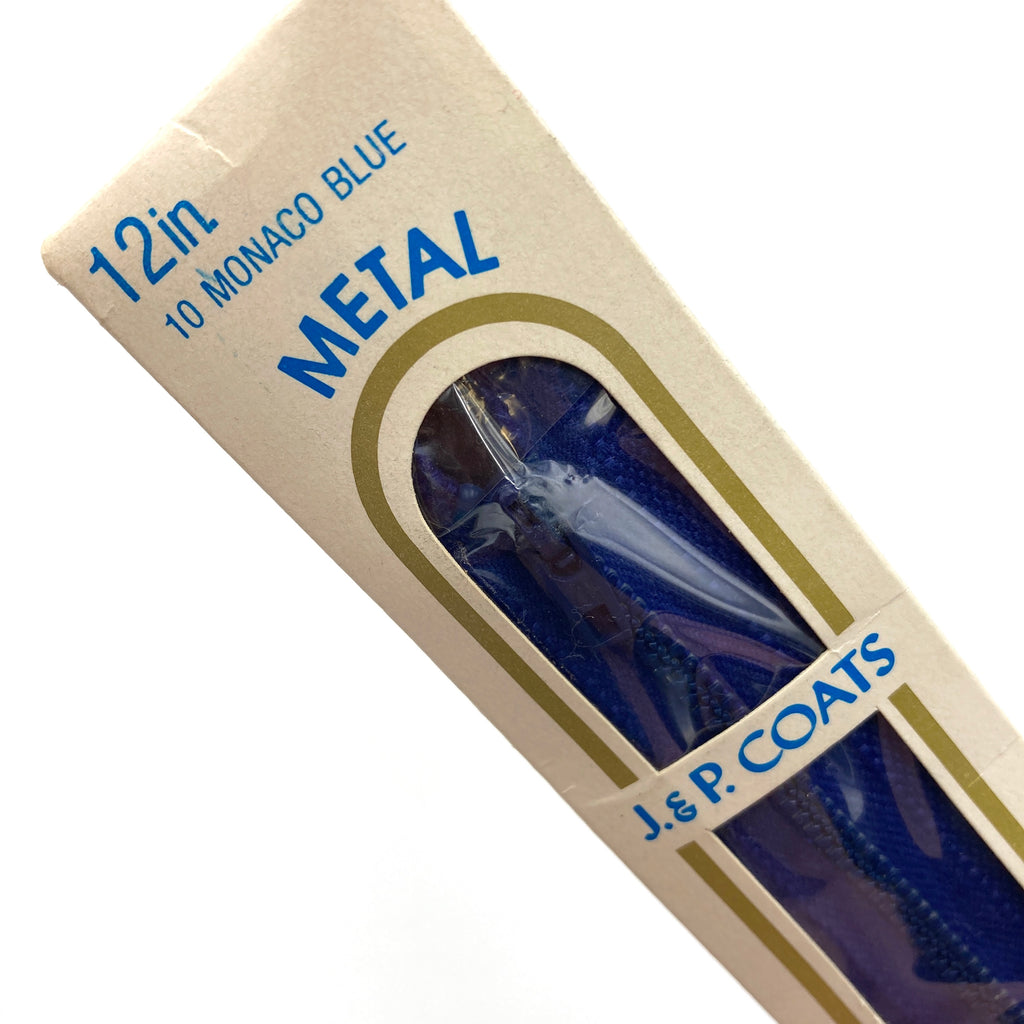 12in.
10 MONACO BLUE
METAL
J.&P. COATS